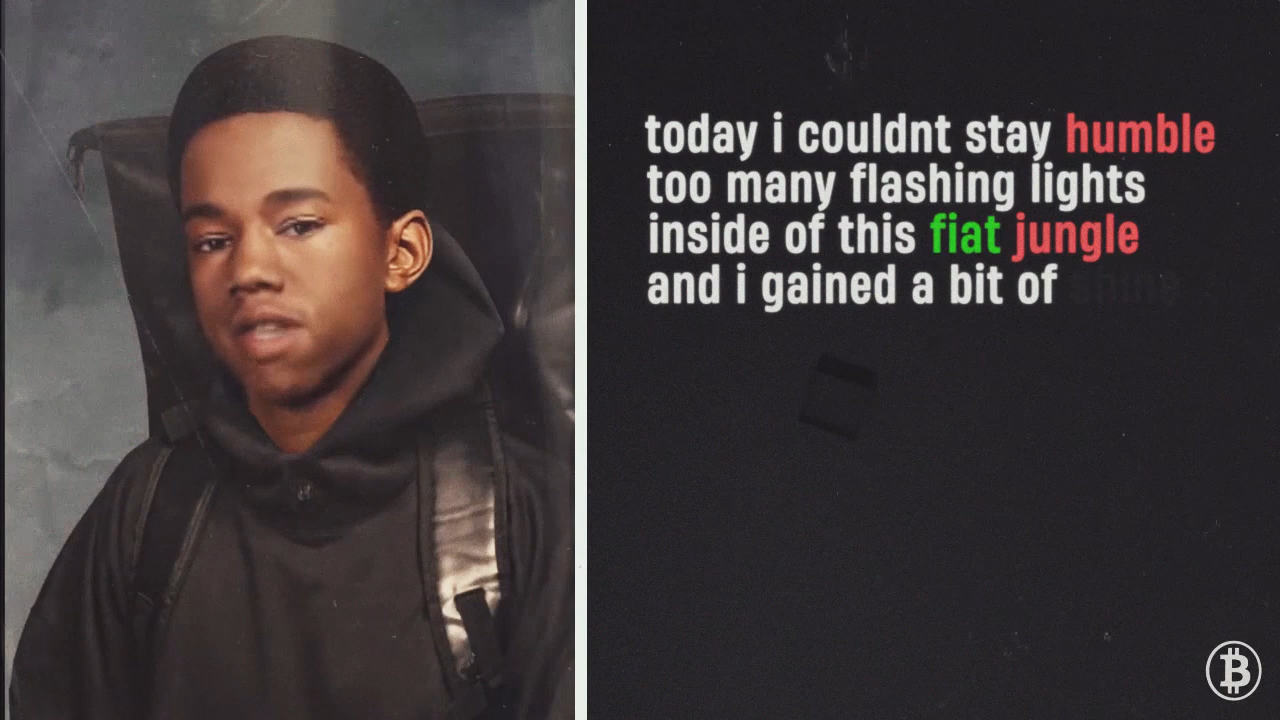 today i couldnt stay humble
too many flashing lights
inside of this fiat jungle
and i gained a bit of